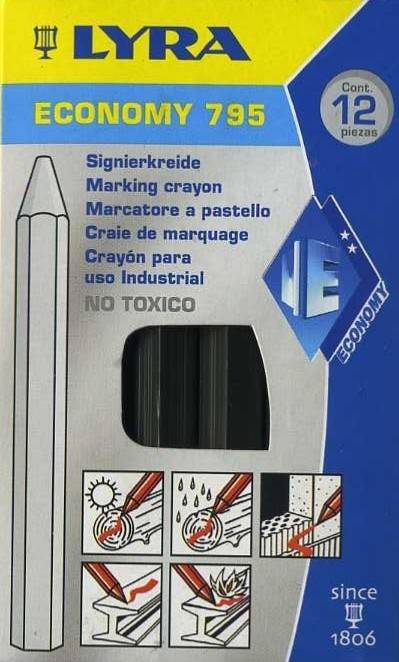 LYRA
ECONOMY 795
Cont.
12
piezas
Signierkreide
Marking crayon
Marcatore a pastello
Craie de marquage
Crayón para
uso Industrial
NO TOXICO
ECONOMY
since
1806